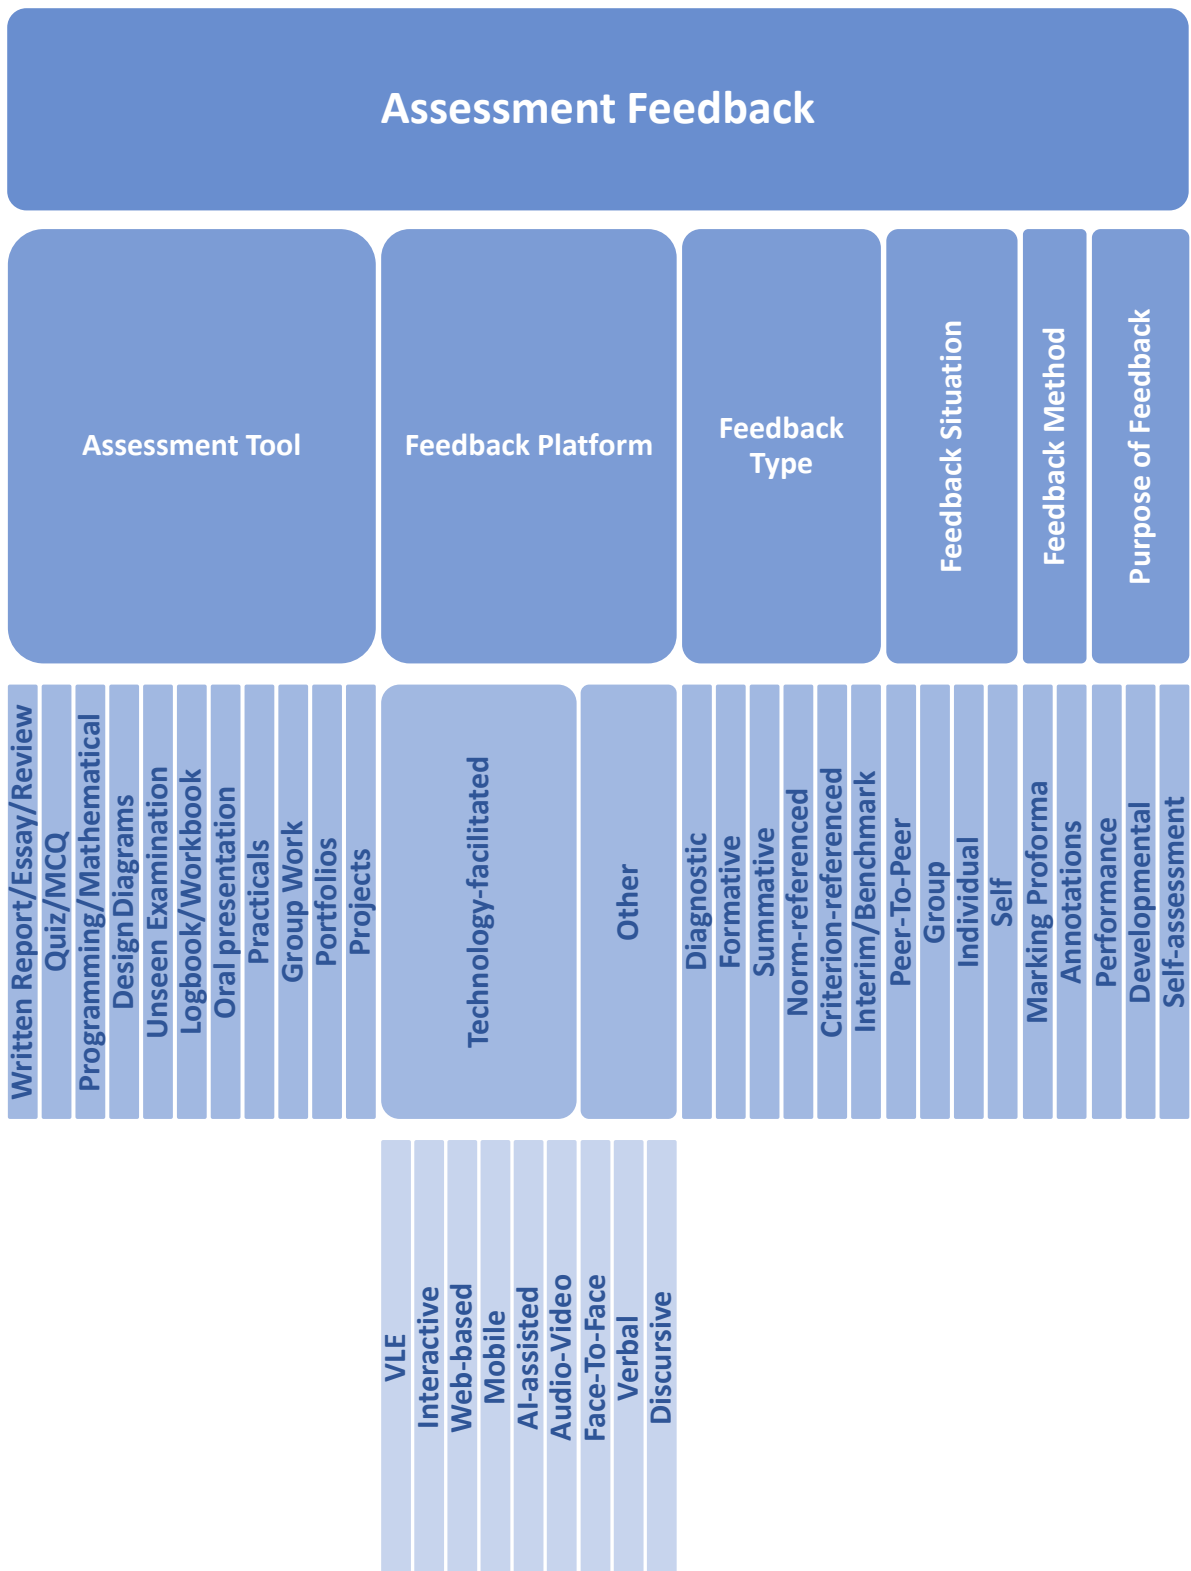 Assessment Feedback
Assessment Tool
Feedback Platform
Feedback
Type
Feedback Situation
Feedback Method
Purpose of Feedback
Written Report/Essay/Review
Quiz/MCQ
Programming/Mathematical
Design Diagrams
Unseen Examination
Logbook/Workbook
Oral presentation
Practicals
Group Work
Portfolios
Projects
Technology-facilitated
Other
Diagnostic
Formative
Summative
Norm-referenced
Criterion-referenced
Interim/Benchmark
Peer-To-Peer
Group
Individual
Self
Marking Proforma
Annotations
Performance
Developmental
Self-assessment
VLE
Interactive
Web-based
Mobile
AI-assisted
Audio-Video
Face-To-Face
Verbal
Discursive